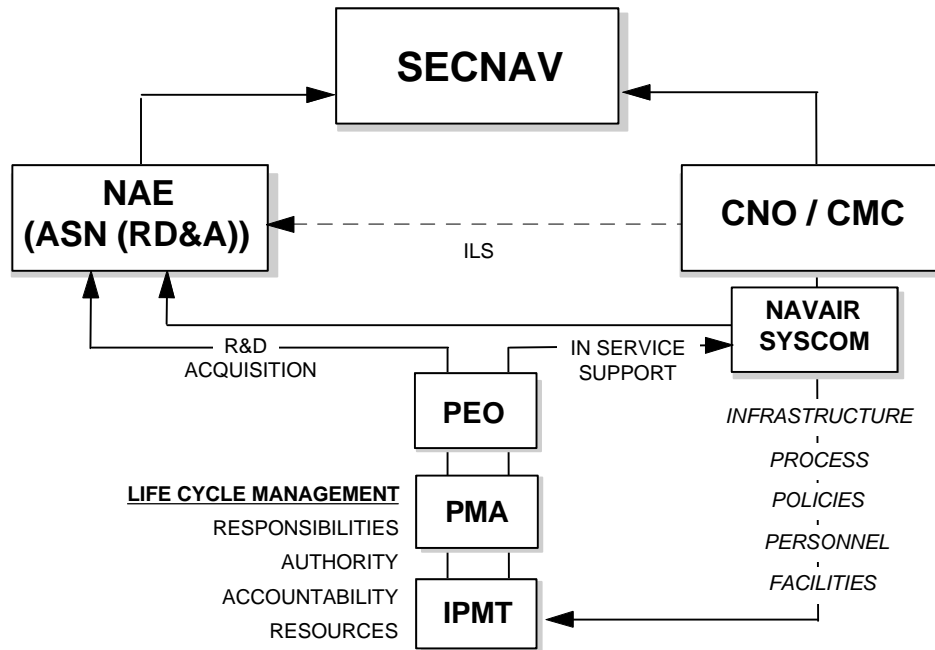 SECNAV
NAE
(ASN (RD&A))
CNO / CMC
ILS
NAVAIR
SYSCOM
R&D
ACQUISITION
IN SERVICE
SUPPORT
PEO
INFRASTRUCTURE
PROCESS
POLICIES
PERSONNEL
FACILITIES
LIFE CYCLE MANAGEMENT
RESPONSIBILITIES
AUTHORITY
ACCOUNTABILITY
RESOURCES
PMA
IPMT